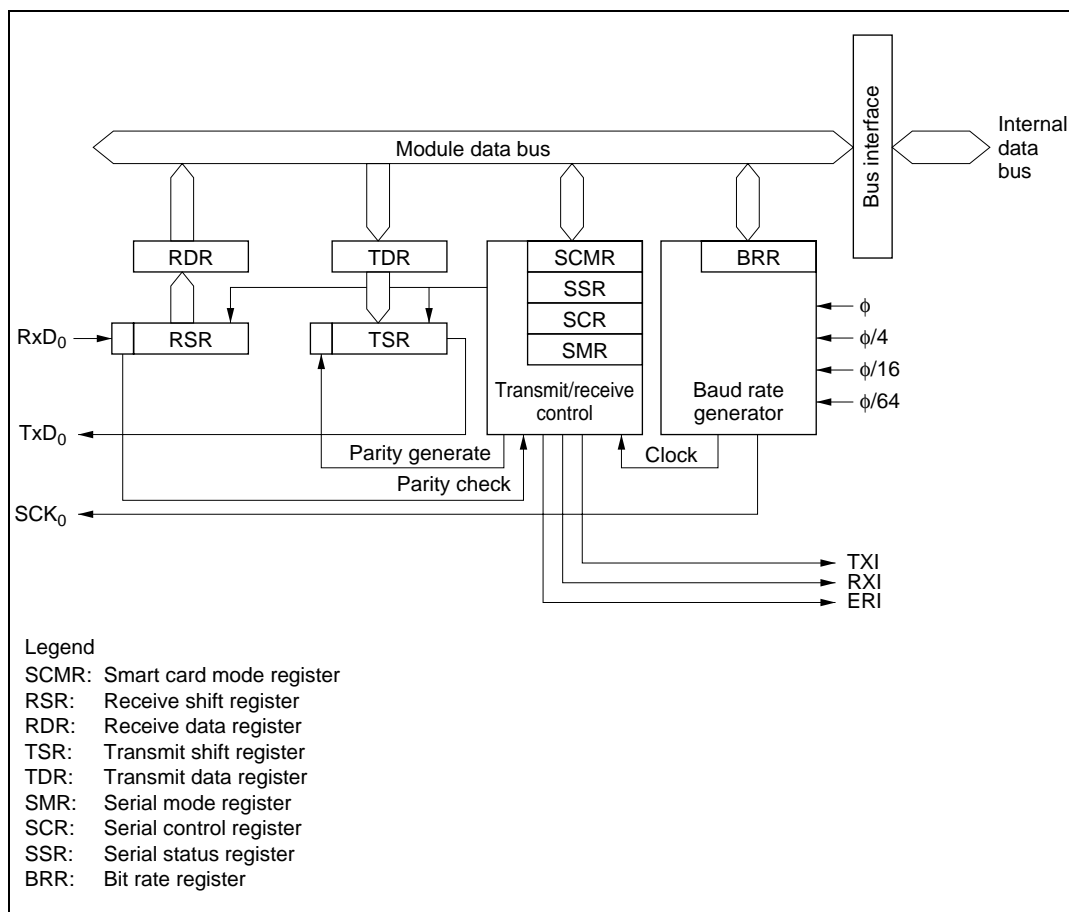 Bus interface
Internal
data
bus
Module data bus
RDR
TDR
SCMR
SSR
SCR
SMR
BRR
RxD0
RSR
TSR
Transmit/receive
control
Baud rate
generator
φ
φ/4
φ/16
φ/64
TxD0
Parity generate
Clock
Parity check
SCK0
TXI
RXI
ERI
Legend
SCMR: Smart card mode register
RSR: Receive shift register
RDR: Receive data register
TSR: Transmit shift register
TDR: Transmit data register
SMR: Serial mode register
SCR: Serial control register
SSR: Serial status register
BRR: Bit rate register